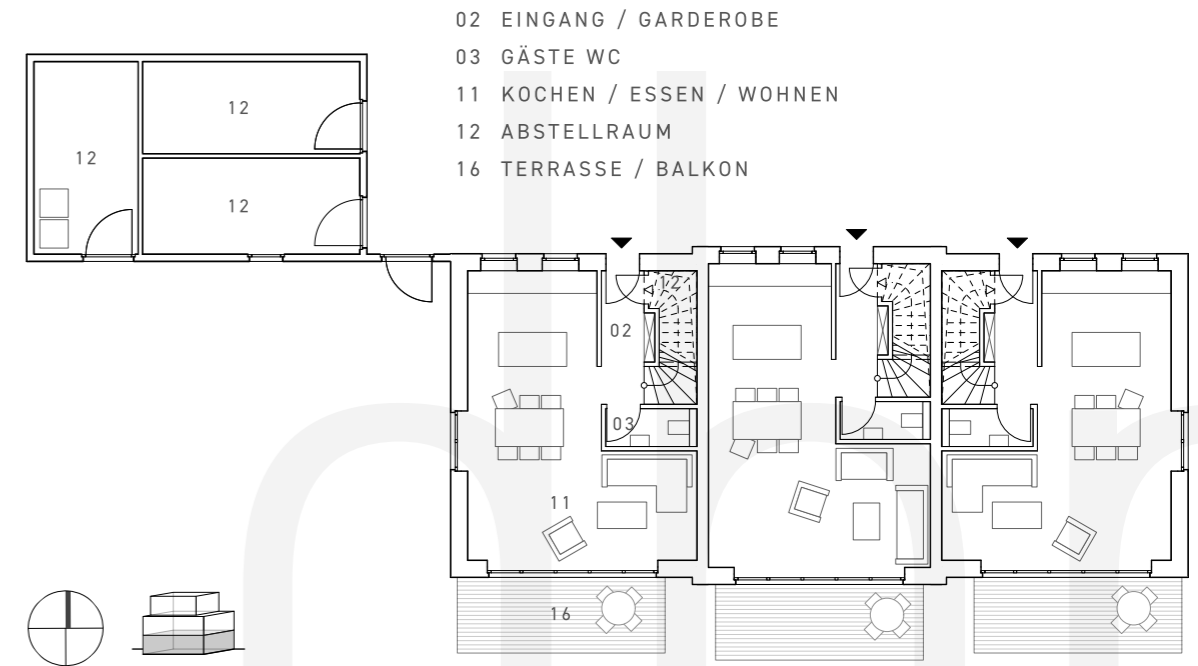 02 EINGANG / GARDEROBE
03 GÄSTE WC
11 KOCHEN / ESSEN / WOHNEN
12 ABSTELLRAUM
16 TERRASSE / BALKON
12
12
12
12
02
03
11
16